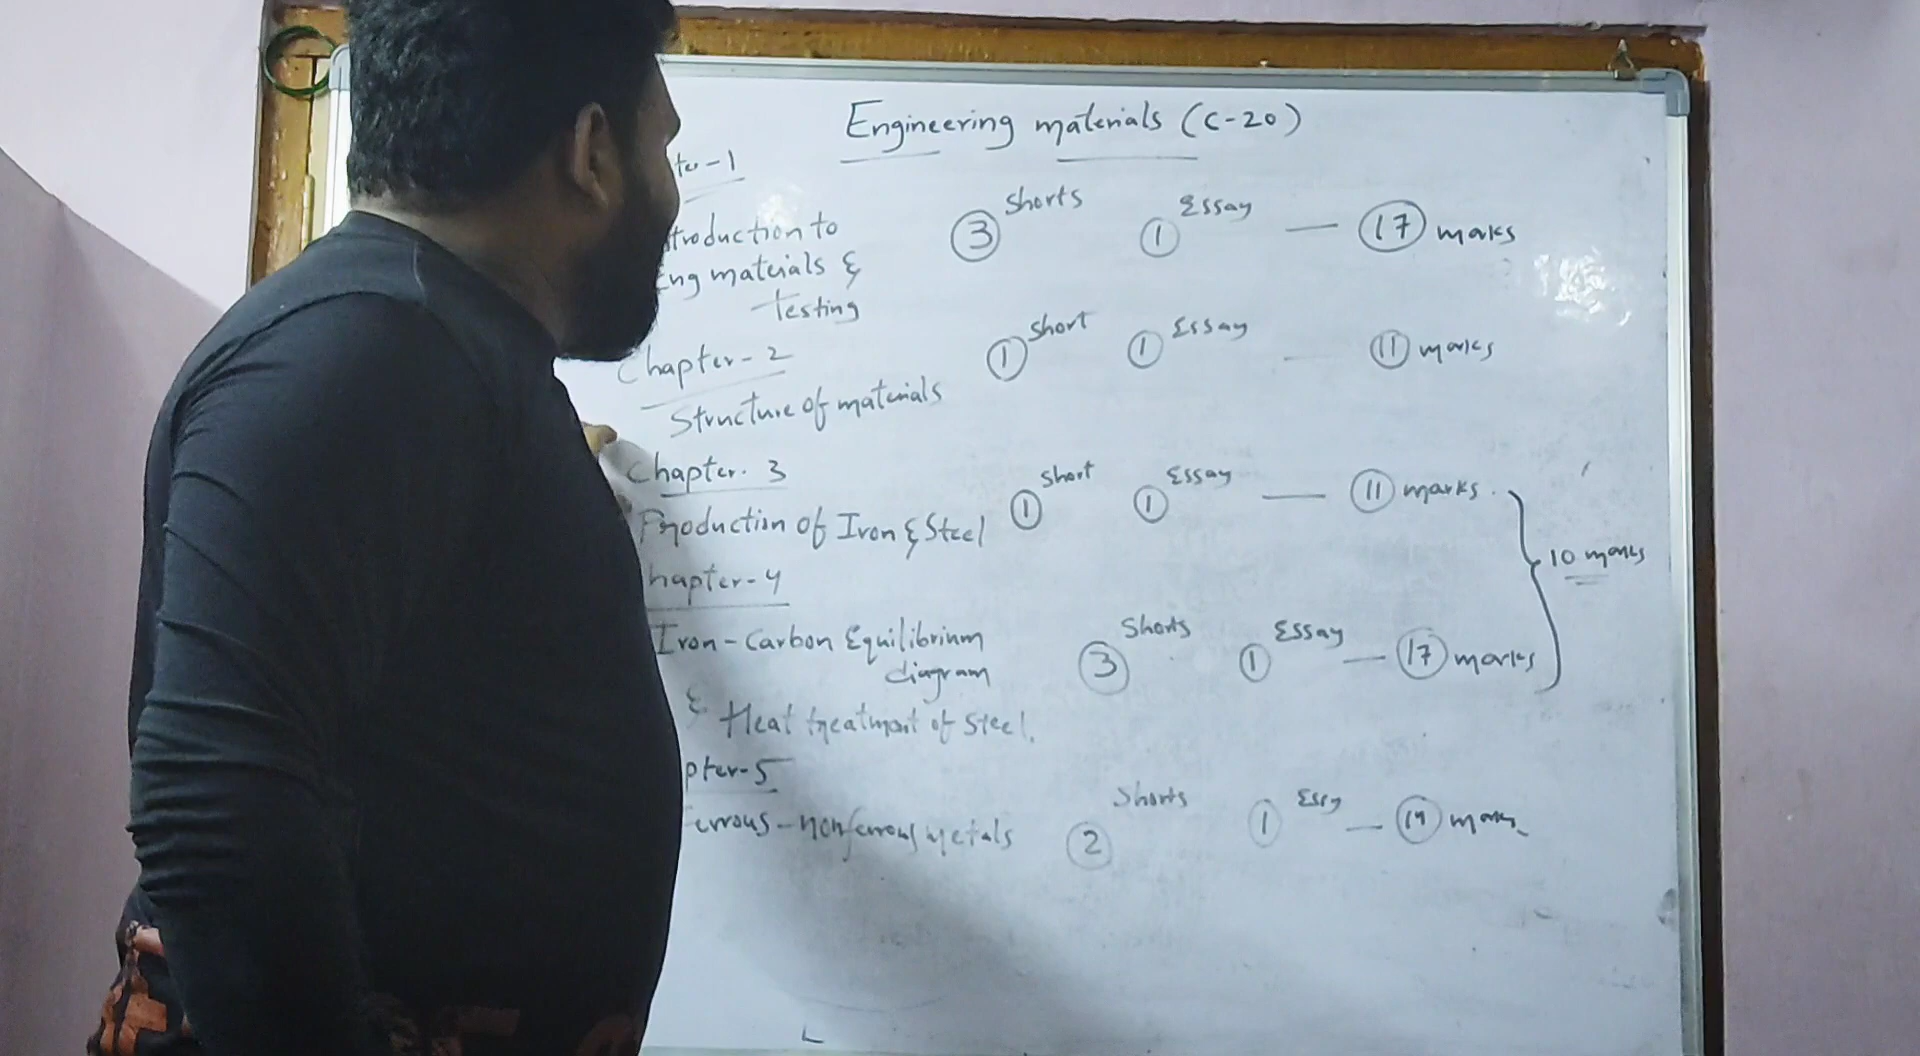 Engineering materials (C-20)
ter-1
troduction to ③ shorts ① Essay — ⑰ marks
Eng materials &
Testing
Chapter-2 ① short ① Essay — ⑪ marks
Structure of materials
Chapter. 3 ① short ① Essay — ⑪ marks.
Production of Iron & Steel
10 marks
hapter-4
Iron-Carbon Equilibrium ③ Shorts ① Essay — ⑰ marks
diagram
& Heat treatment of Steel.
pter-5
Ferrous-nonferrous metals ② Shorts ① Essy — ⑭ marks